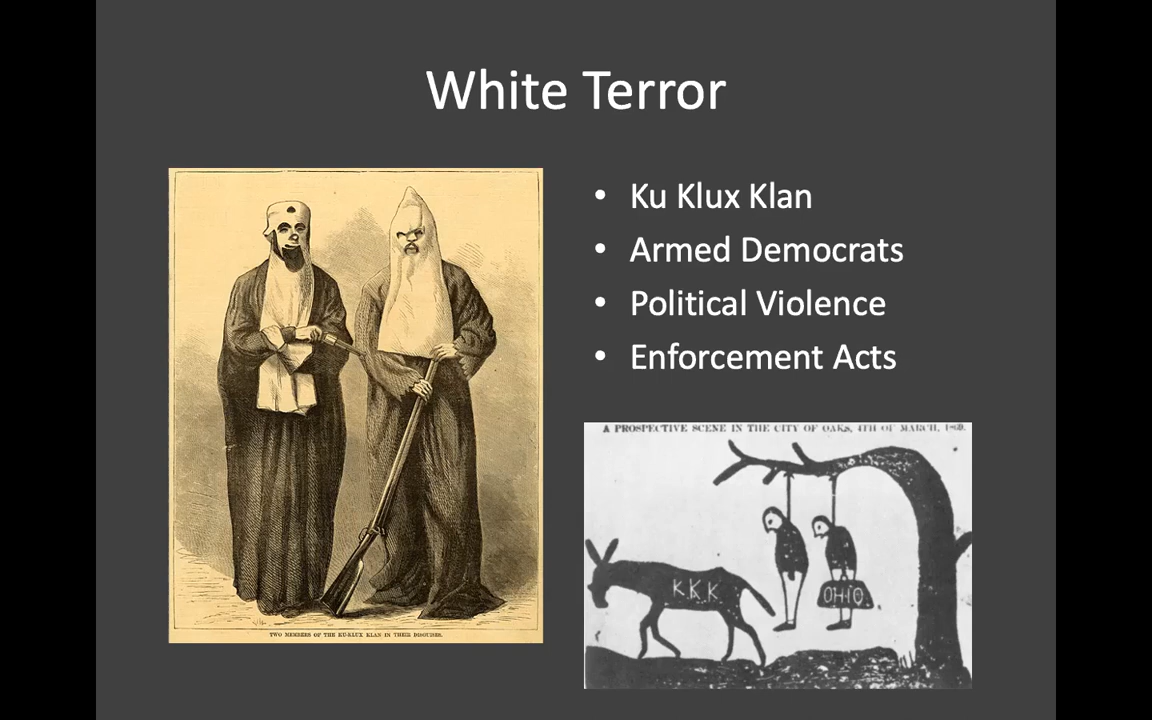 White Terror
• Ku Klux Klan
• Armed Democrats
• Political Violence
• Enforcement Acts
TWO MEMBERS OF THE KU-KLUX KLAN IN THEIR DISGUISES.
A PROSPECTIVE SCENE IN THE CITY OF OAKS, 4TH OF MARCH, 1869.
KKK
OHIO